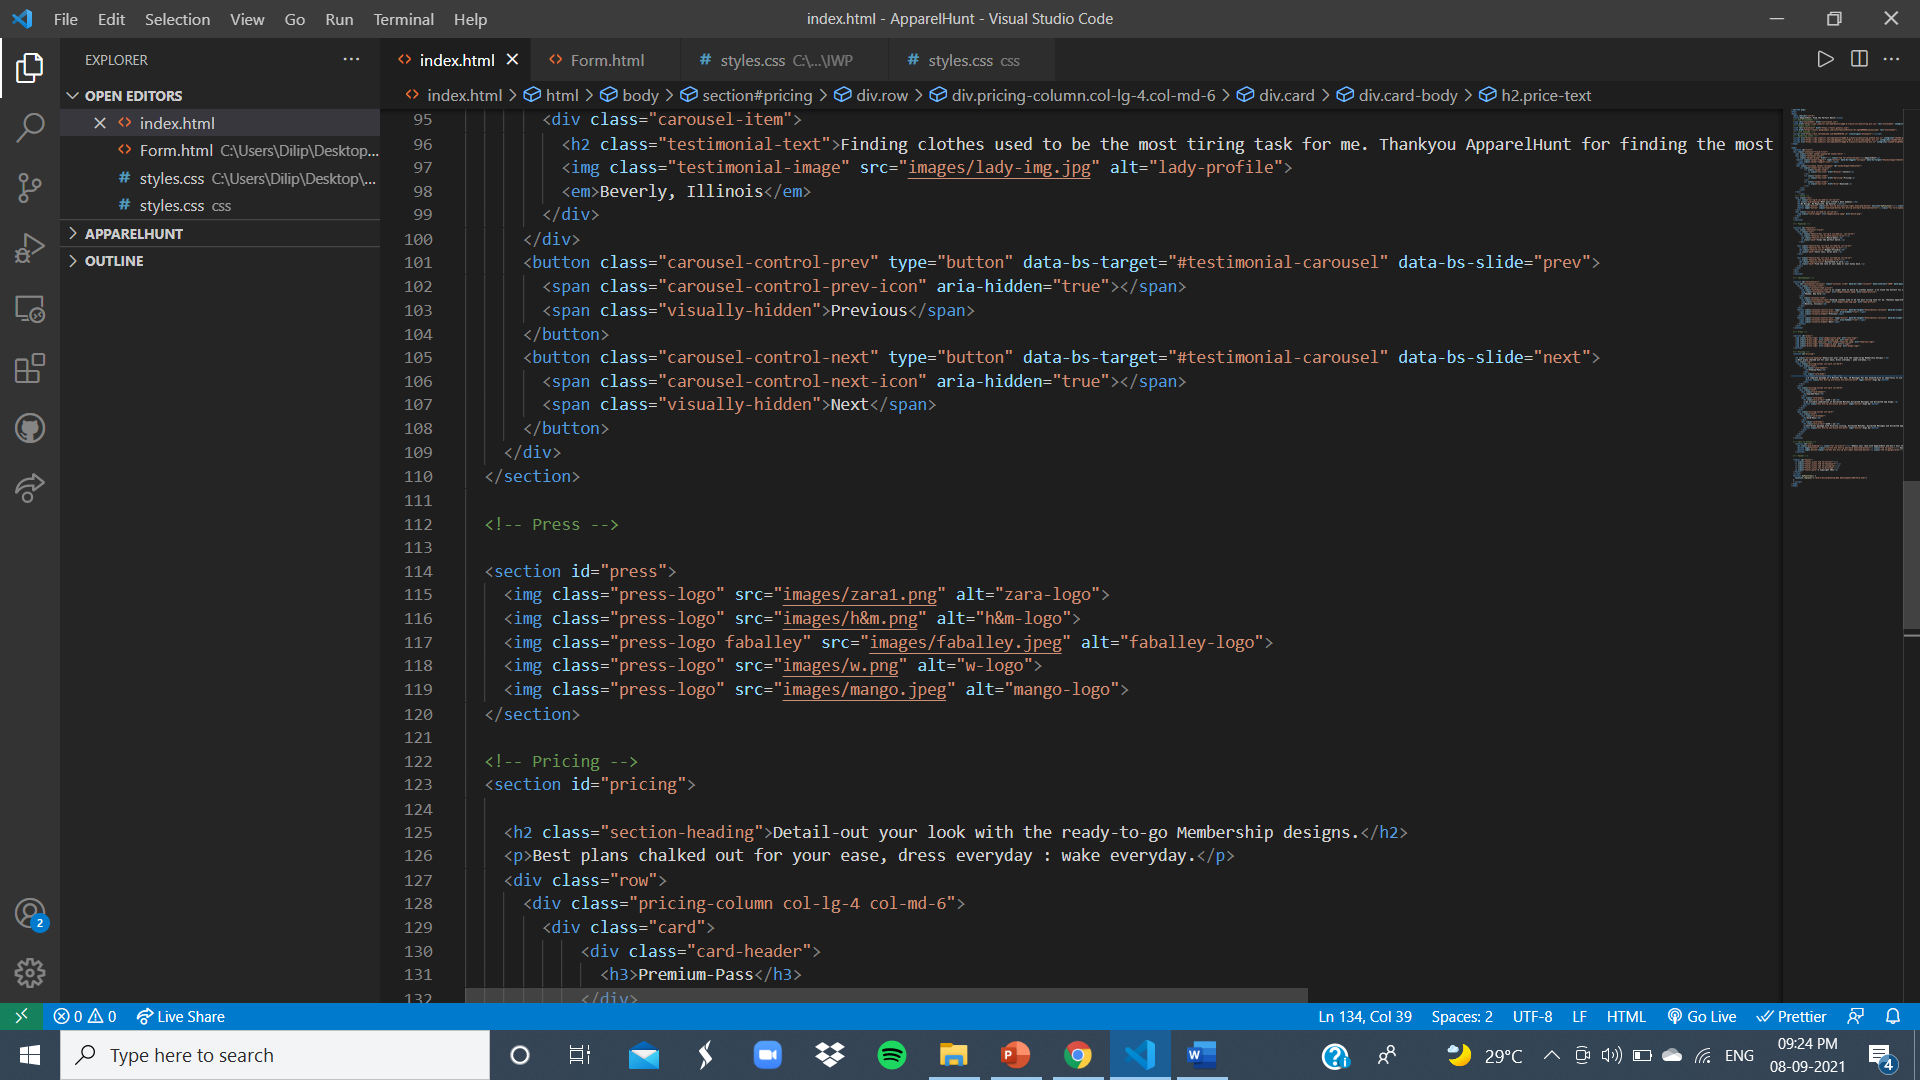 File Edit Selection View Go Run Terminal Help
index.html - ApparelHunt - Visual Studio Code
EXPLORER
OPEN EDITORS
index.html
Form.html C:\Users\Dilip\Desktop...
styles.css C:\Users\Dilip\Desktop\...
styles.css css
APPARELHUNT
OUTLINE
index.html
Form.html
styles.css C:\...\IWP
styles.css css
index.html > html > body > section#pricing > div.row > div.pricing-column.col-lg-4.col-md-6 > div.card > div.card-body > h2.price-text
95 <div class="carousel-item">
96 <h2 class="testimonial-text">Finding clothes used to be the most tiring task for me. Thankyou ApparelHunt for finding the most
97 <img class="testimonial-image" src="images/lady-img.jpg" alt="lady-profile">
98 <em>Beverly, Illinois</em>
99 </div>
100 </div>
101 <button class="carousel-control-prev" type="button" data-bs-target="#testimonial-carousel" data-bs-slide="prev">
102 <span class="carousel-control-prev-icon" aria-hidden="true"></span>
103 <span class="visually-hidden">Previous</span>
104 </button>
105 <button class="carousel-control-next" type="button" data-bs-target="#testimonial-carousel" data-bs-slide="next">
106 <span class="carousel-control-next-icon" aria-hidden="true"></span>
107 <span class="visually-hidden">Next</span>
108 </button>
109 </div>
110 </section>
111
112 <!-- Press -->
113
114 <section id="press">
115 <img class="press-logo" src="images/zara1.png" alt="zara-logo">
116 <img class="press-logo" src="images/h&m.png" alt="h&m-logo">
117 <img class="press-logo faballey" src="images/faballey.jpeg" alt="faballey-logo">
118 <img class="press-logo" src="images/w.png" alt="w-logo">
119 <img class="press-logo" src="images/mango.jpeg" alt="mango-logo">
120 </section>
121
122 <!-- Pricing -->
123 <section id="pricing">
124
125 <h2 class="section-heading">Detail-out your look with the ready-to-go Membership designs.</h2>
126 <p>Best plans chalked out for your ease, dress everyday : wake everyday.</p>
127 <div class="row">
128 <div class="pricing-column col-lg-4 col-md-6">
129 <div class="card">
130 <div class="card-header">
131 <h3>Premium-Pass</h3>
132 </div>
2
0 0 Live Share
Ln 134, Col 39 Spaces: 2 UTF-8 LF HTML Go Live Prettier
Type here to search
29°C ENG
09:24 PM
08-09-2021
4